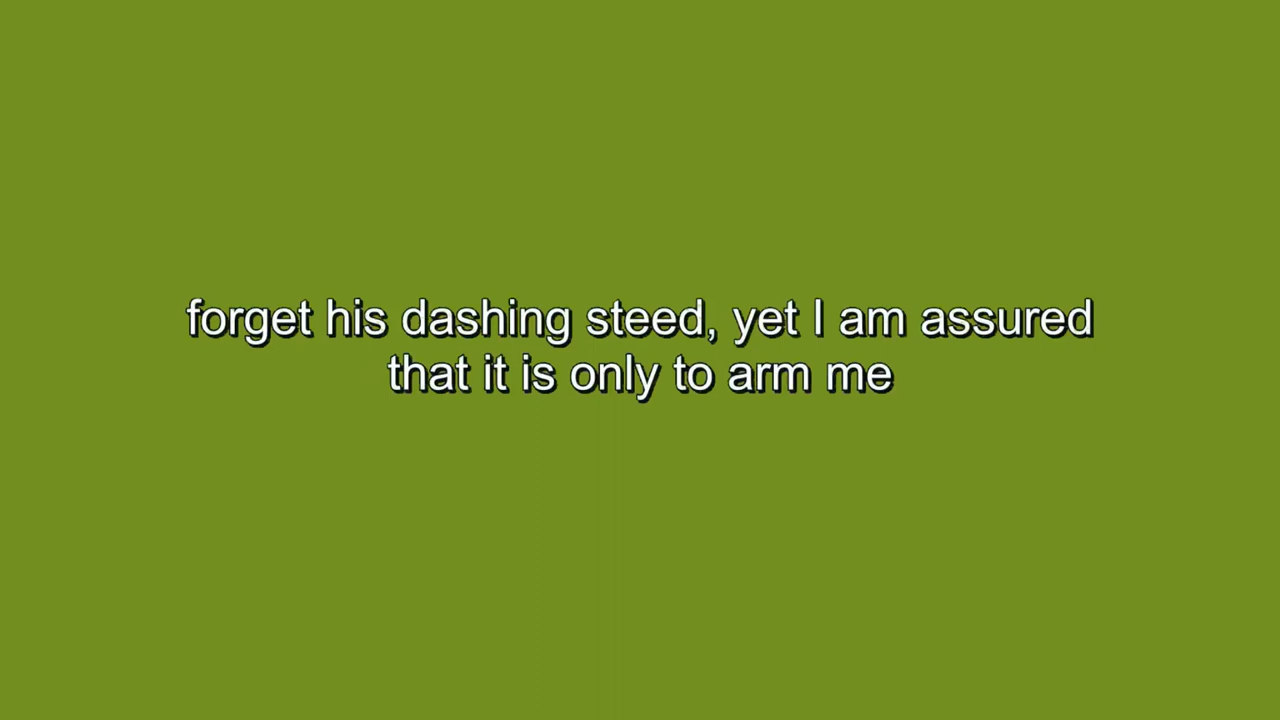 forget his dashing steed, yet I am assured
that it is only to arm me